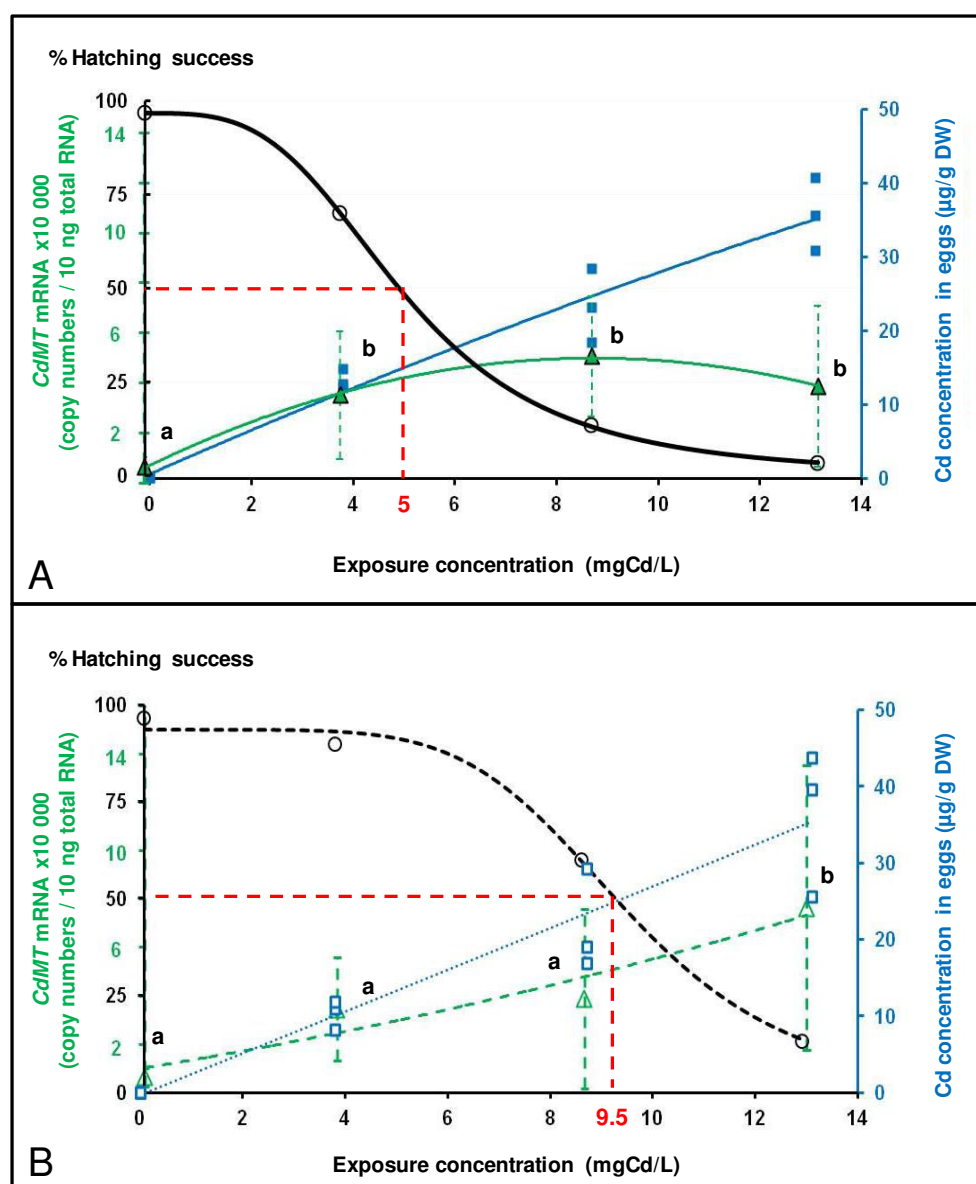 % Hatching success
CdMT mRNA x10 000
(copy numbers / 10 ng total RNA)
100
75
50
25
0
14
10
6
2
a
b
b
b
50
40
30
20
10
0
Cd concentration in eggs (µg/g DW)
0
2
4
5
6
8
10
12
14
Exposure concentration (mgCd/L)
A
% Hatching success
CdMT mRNA x10 000
(copy numbers / 10 ng total RNA)
100
75
50
25
0
14
10
6
2
a
a
a
b
50
40
30
20
10
0
Cd concentration in eggs (µg/g DW)
0
2
4
6
8
9.5
10
12
14
Exposure concentration (mgCd/L)
B